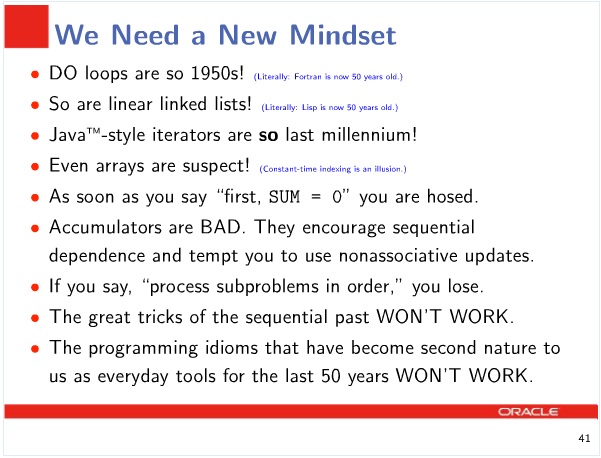 We Need a New Mindset
• DO loops are so 1950s! (Literally: Fortran is now 50 years old.)
• So are linear linked lists! (Literally: Lisp is now 50 years old.)
• Java™-style iterators are so last millennium!
• Even arrays are suspect! (Constant-time indexing is an illusion.)
• As soon as you say “first, SUM = 0” you are hosed.
• Accumulators are BAD. They encourage sequential
dependence and tempt you to use nonassociative updates.
• If you say, “process subproblems in order,” you lose.
• The great tricks of the sequential past WON’T WORK.
• The programming idioms that have become second nature to
us as everyday tools for the last 50 years WON’T WORK.
ORACLE
41